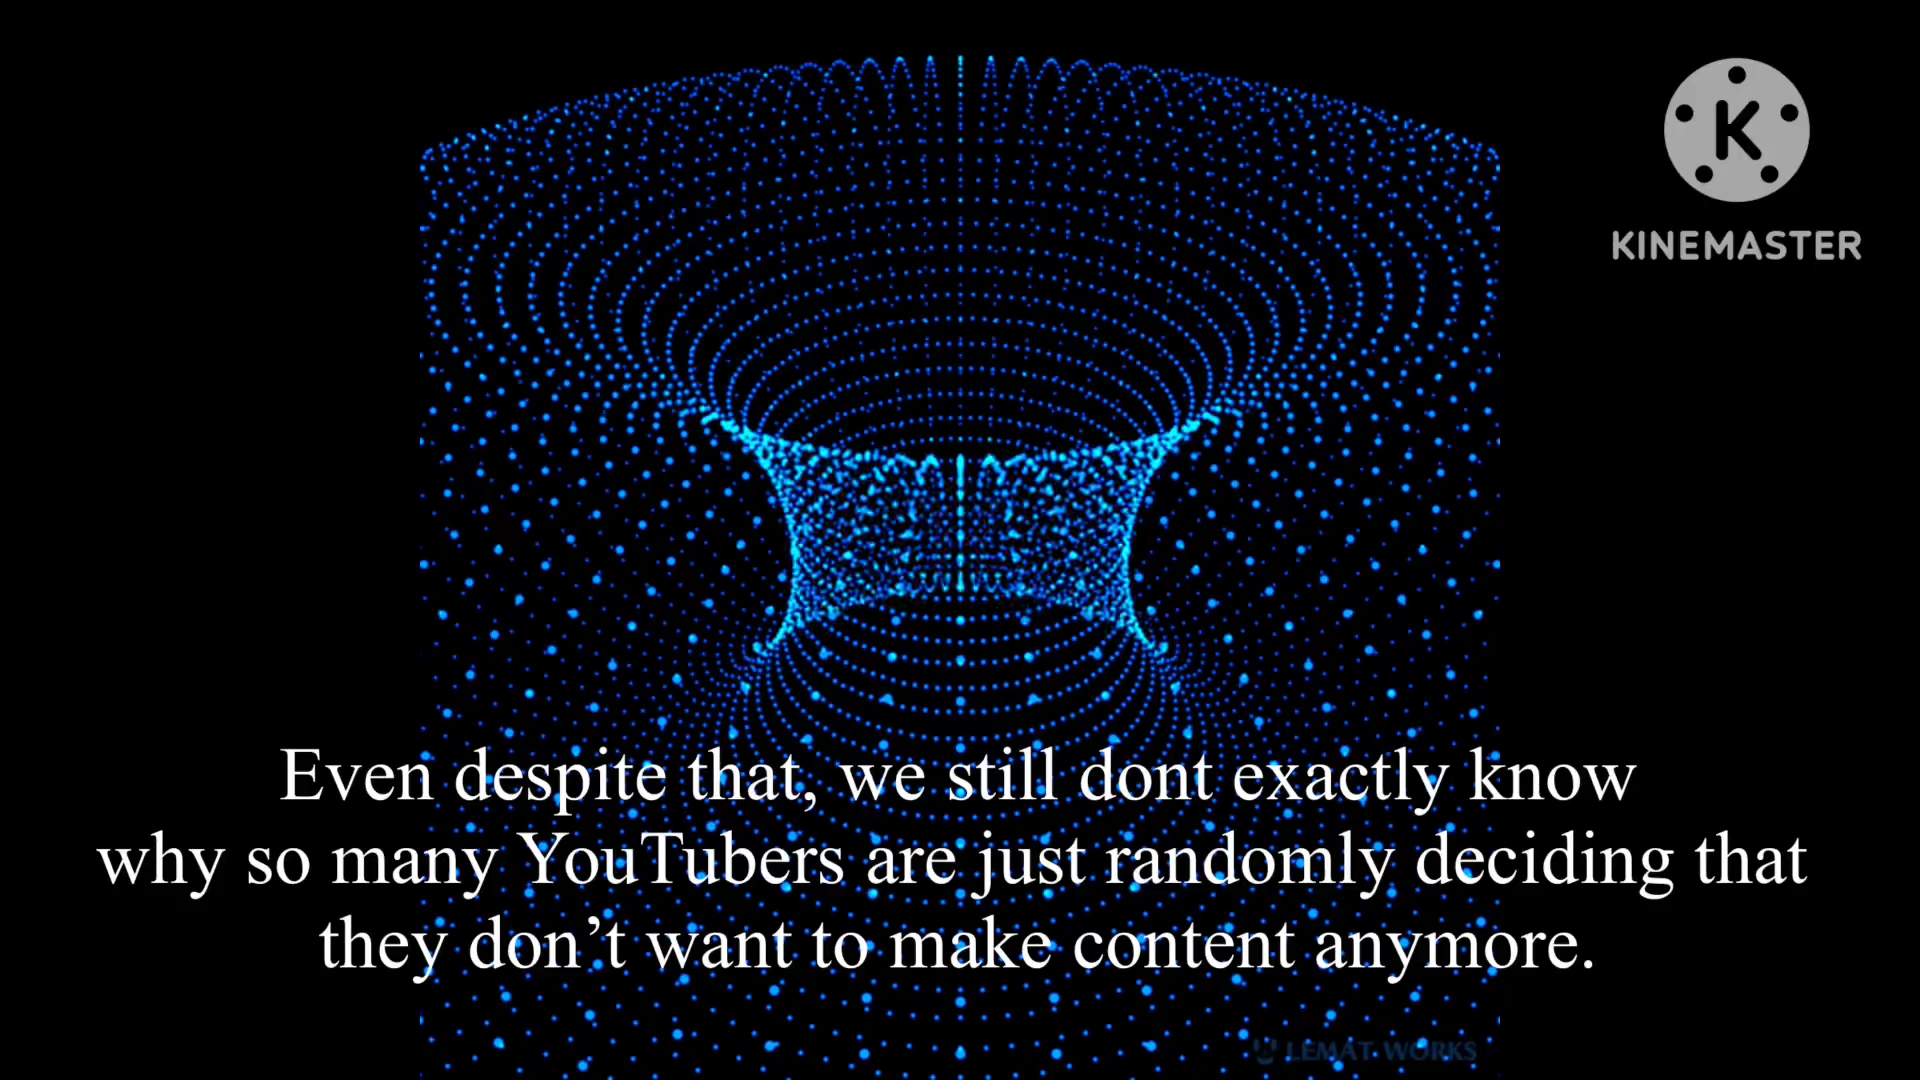 K
KINEMASTER
Even despite that, we still dont exactly know
why so many YouTubers are just randomly deciding that
they don’t want to make content anymore.
LEMAT WORKS